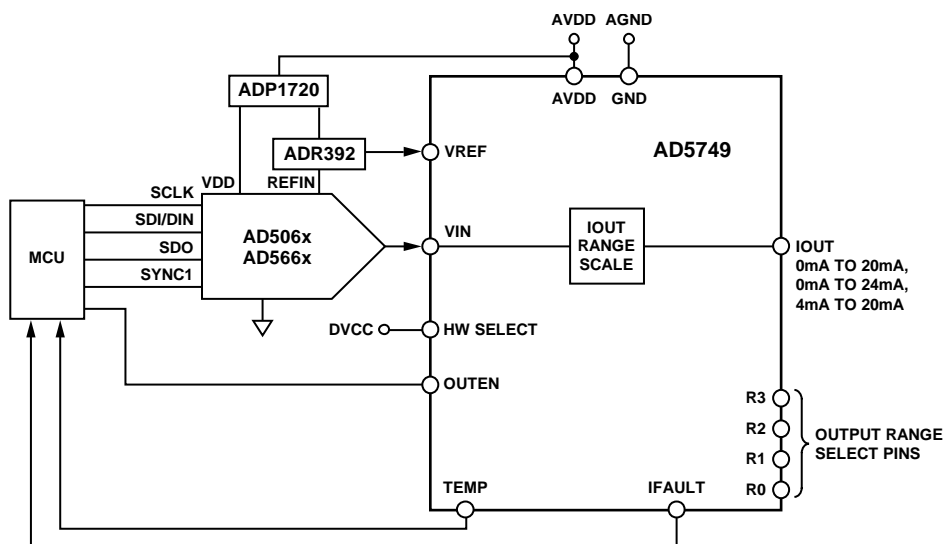 AVDD
AGND
ADP1720
AVDD
GND
ADR392
VREF
AD5749
VDD
REFIN
SCLK
SDI/DIN
SDO
SYNC1
MCU
AD506x
AD566x
VIN
IOUT
RANGE
SCALE
IOUT
0mA TO 20mA,
0mA TO 24mA,
4mA TO 20mA
DVCC
HW SELECT
OUTEN
R3
R2
R1
R0
OUTPUT RANGE
SELECT PINS
TEMP
IFAULT